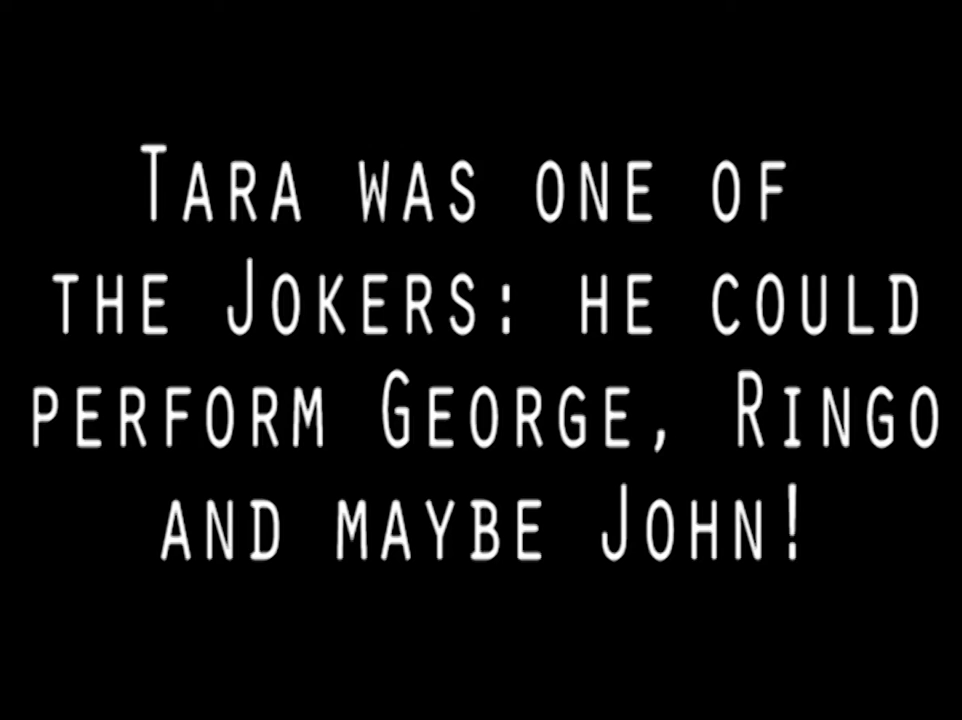 Tara was one of
the Jokers: he could
perform George, Ringo
and maybe John!